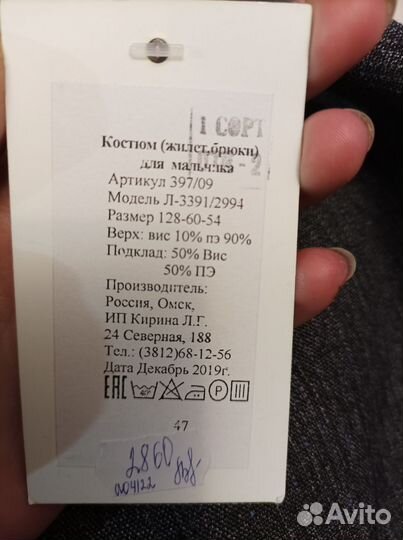 1 СОРТ
Костюм (жилет,брюки)
для мальчика
Артикул 397/09
Модель Л-3391/2994
Размер 128-60-54
Верх: вис 10% пэ 90%
Подклад: 50% Вис
50% ПЭ
Производитель:
Россия, Омск,
ИП Кирина Л.Г.
24 Северная, 188
Тел.: (3812)68-12-56
Дата Декабрь 2019г.
ЕАС
47
2860
004122
Avito